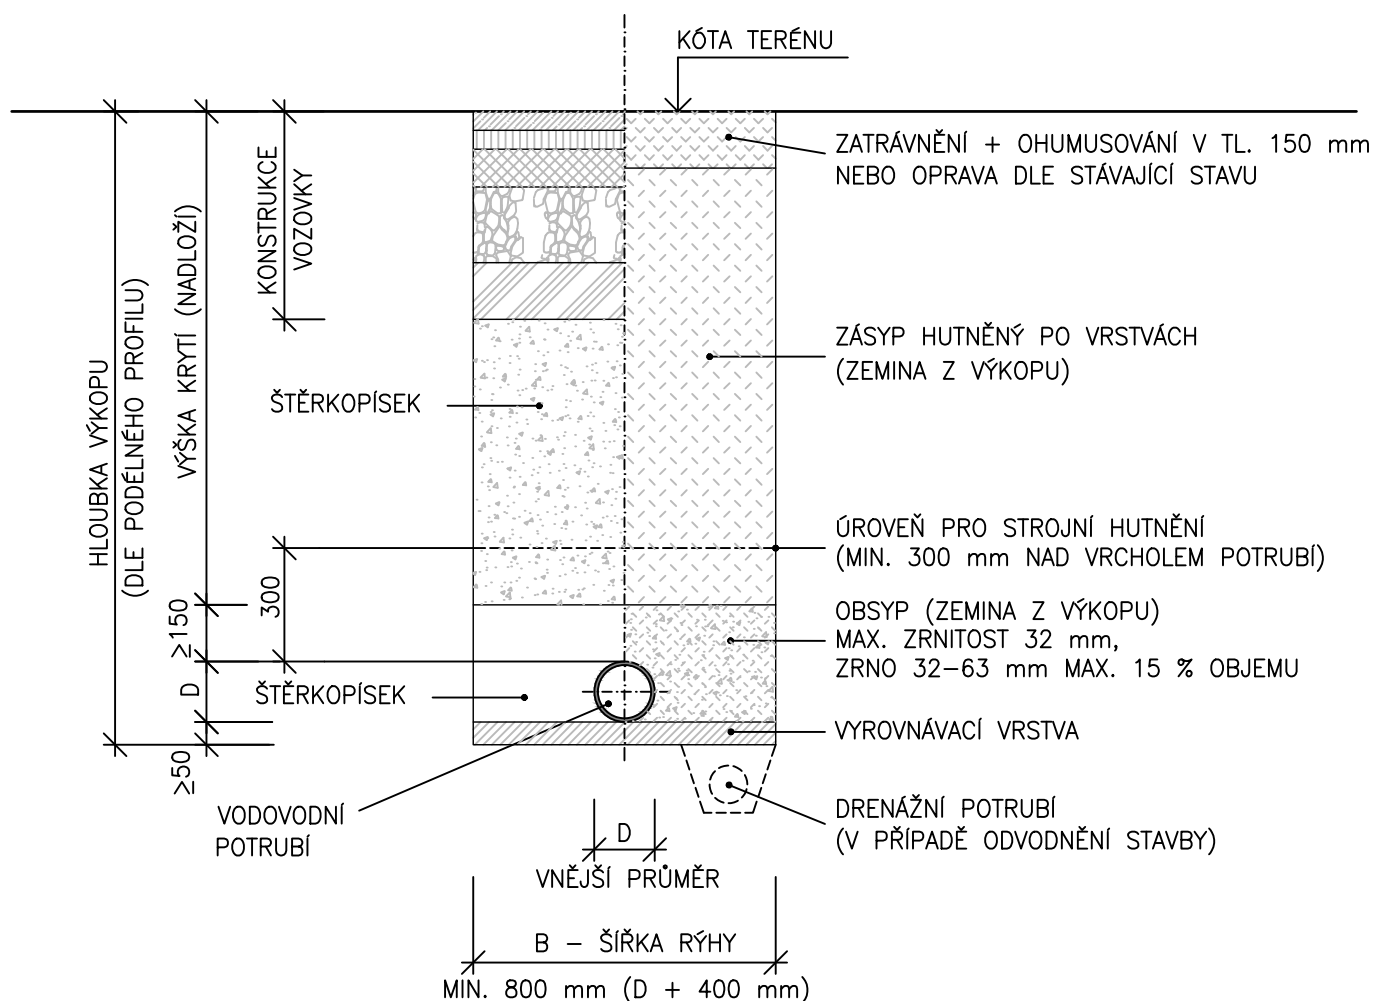 KÓTA TERÉNU
ZATRÁVNĚNÍ + OHUMUSOVÁNÍ V TL. 150 mm
NEBO OPRAVA DLE STÁVAJÍCÍ STAVU
KONSTRUKCE
VOZOVKY
VÝŠKA KRYTÍ (NADLOŽÍ)
HLOUBKA VÝKOPU
(DLE PODÉLNÉHO PROFILU)
ZÁSYP HUTNĚNÝ PO VRSTVÁCH
(ZEMINA Z VÝKOPU)
ŠTĚRKOPÍSEK
ÚROVEŇ PRO STROJNÍ HUTNĚNÍ
(MIN. 300 mm NAD VRCHOLEM POTRUBÍ)
300
≥150
D
≥50
OBSYP (ZEMINA Z VÝKOPU)
MAX. ZRNITOST 32 mm,
ZRNO 32–63 mm MAX. 15 % OBJEMU
ŠTĚRKOPÍSEK
VYROVNÁVACÍ VRSTVA
VODOVODNÍ
POTRUBÍ
DRENÁŽNÍ POTRUBÍ
(V PŘÍPADĚ ODVODNĚNÍ STAVBY)
D
VNĚJŠÍ PRŮMĚR
B – ŠÍŘKA RÝHY
MIN. 800 mm (D + 400 mm)